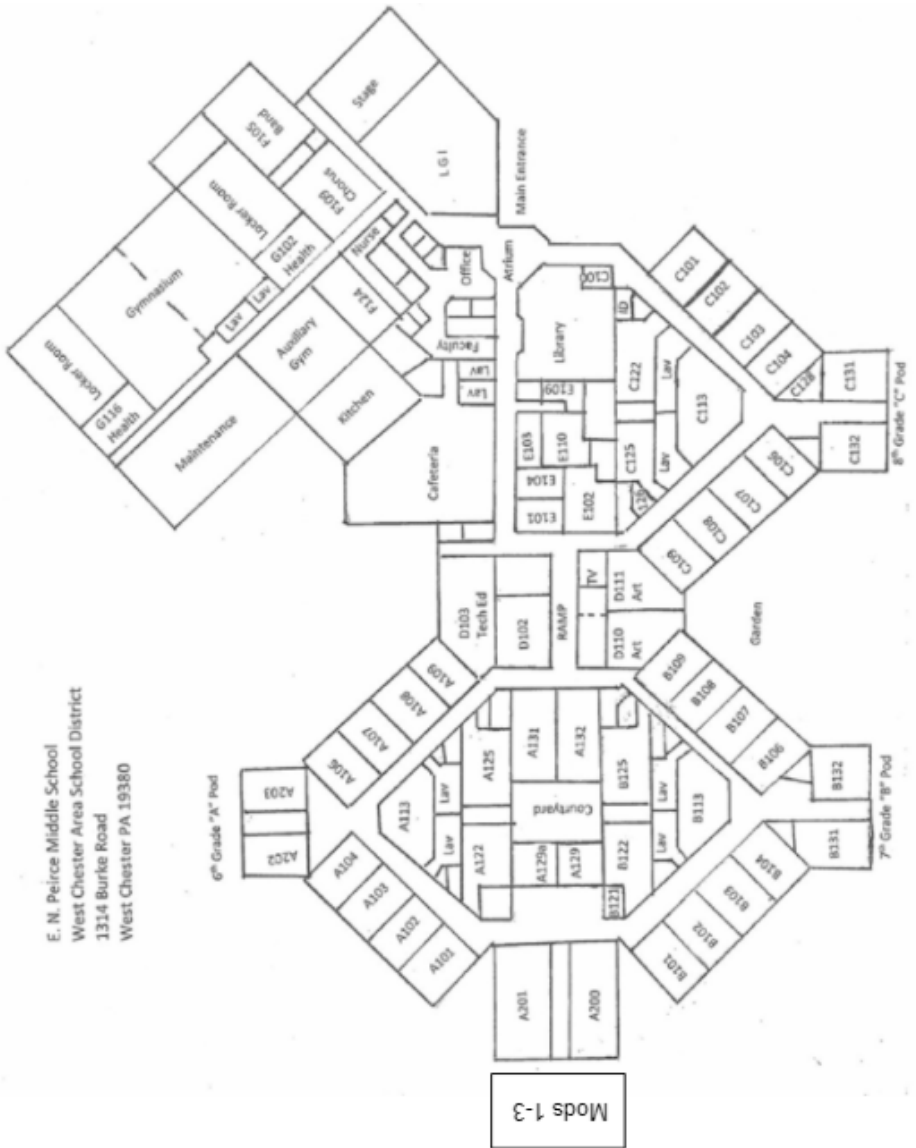 E. N. Peirce Middle School
West Chester Area School District
1314 Burke Road
West Chester PA 19380
Stage
LGI
Main Entrance
F105
Band
F109
Chorus
Locker Room
G102
Health
Nurse
Office
Atrium
Gymnasium
Lav
Lav
F124
Auxiliary
Gym
Faculty
Lav
Lav
Locker Room
G116
Health
Maintenance
Kitchen
Cafeteria
Library
E109
E103
E110
E104
E101
E102
C101
C102
C103
C104
C128
C131
C132
8th Grade "C" Pod
C122
Lav
C113
C125
Lav
C106
C107
C108
C109
D103
Tech Ed
D102
RAMP
TV
D111
Art
D110
Art
Garden
6th Grade "A" Pod
A203
A202
A109
A108
A107
A106
A104
A103
A102
A101
A113
Lav
Lav
A125
A122
A131
A132
Courtyard
A129a
A129
B125
B122
B121
Lav
Lav
B113
B109
B108
B107
B106
B132
B131
7th Grade "B" Pod
B104
B103
B102
B101
A201
A200
Mods 1-3